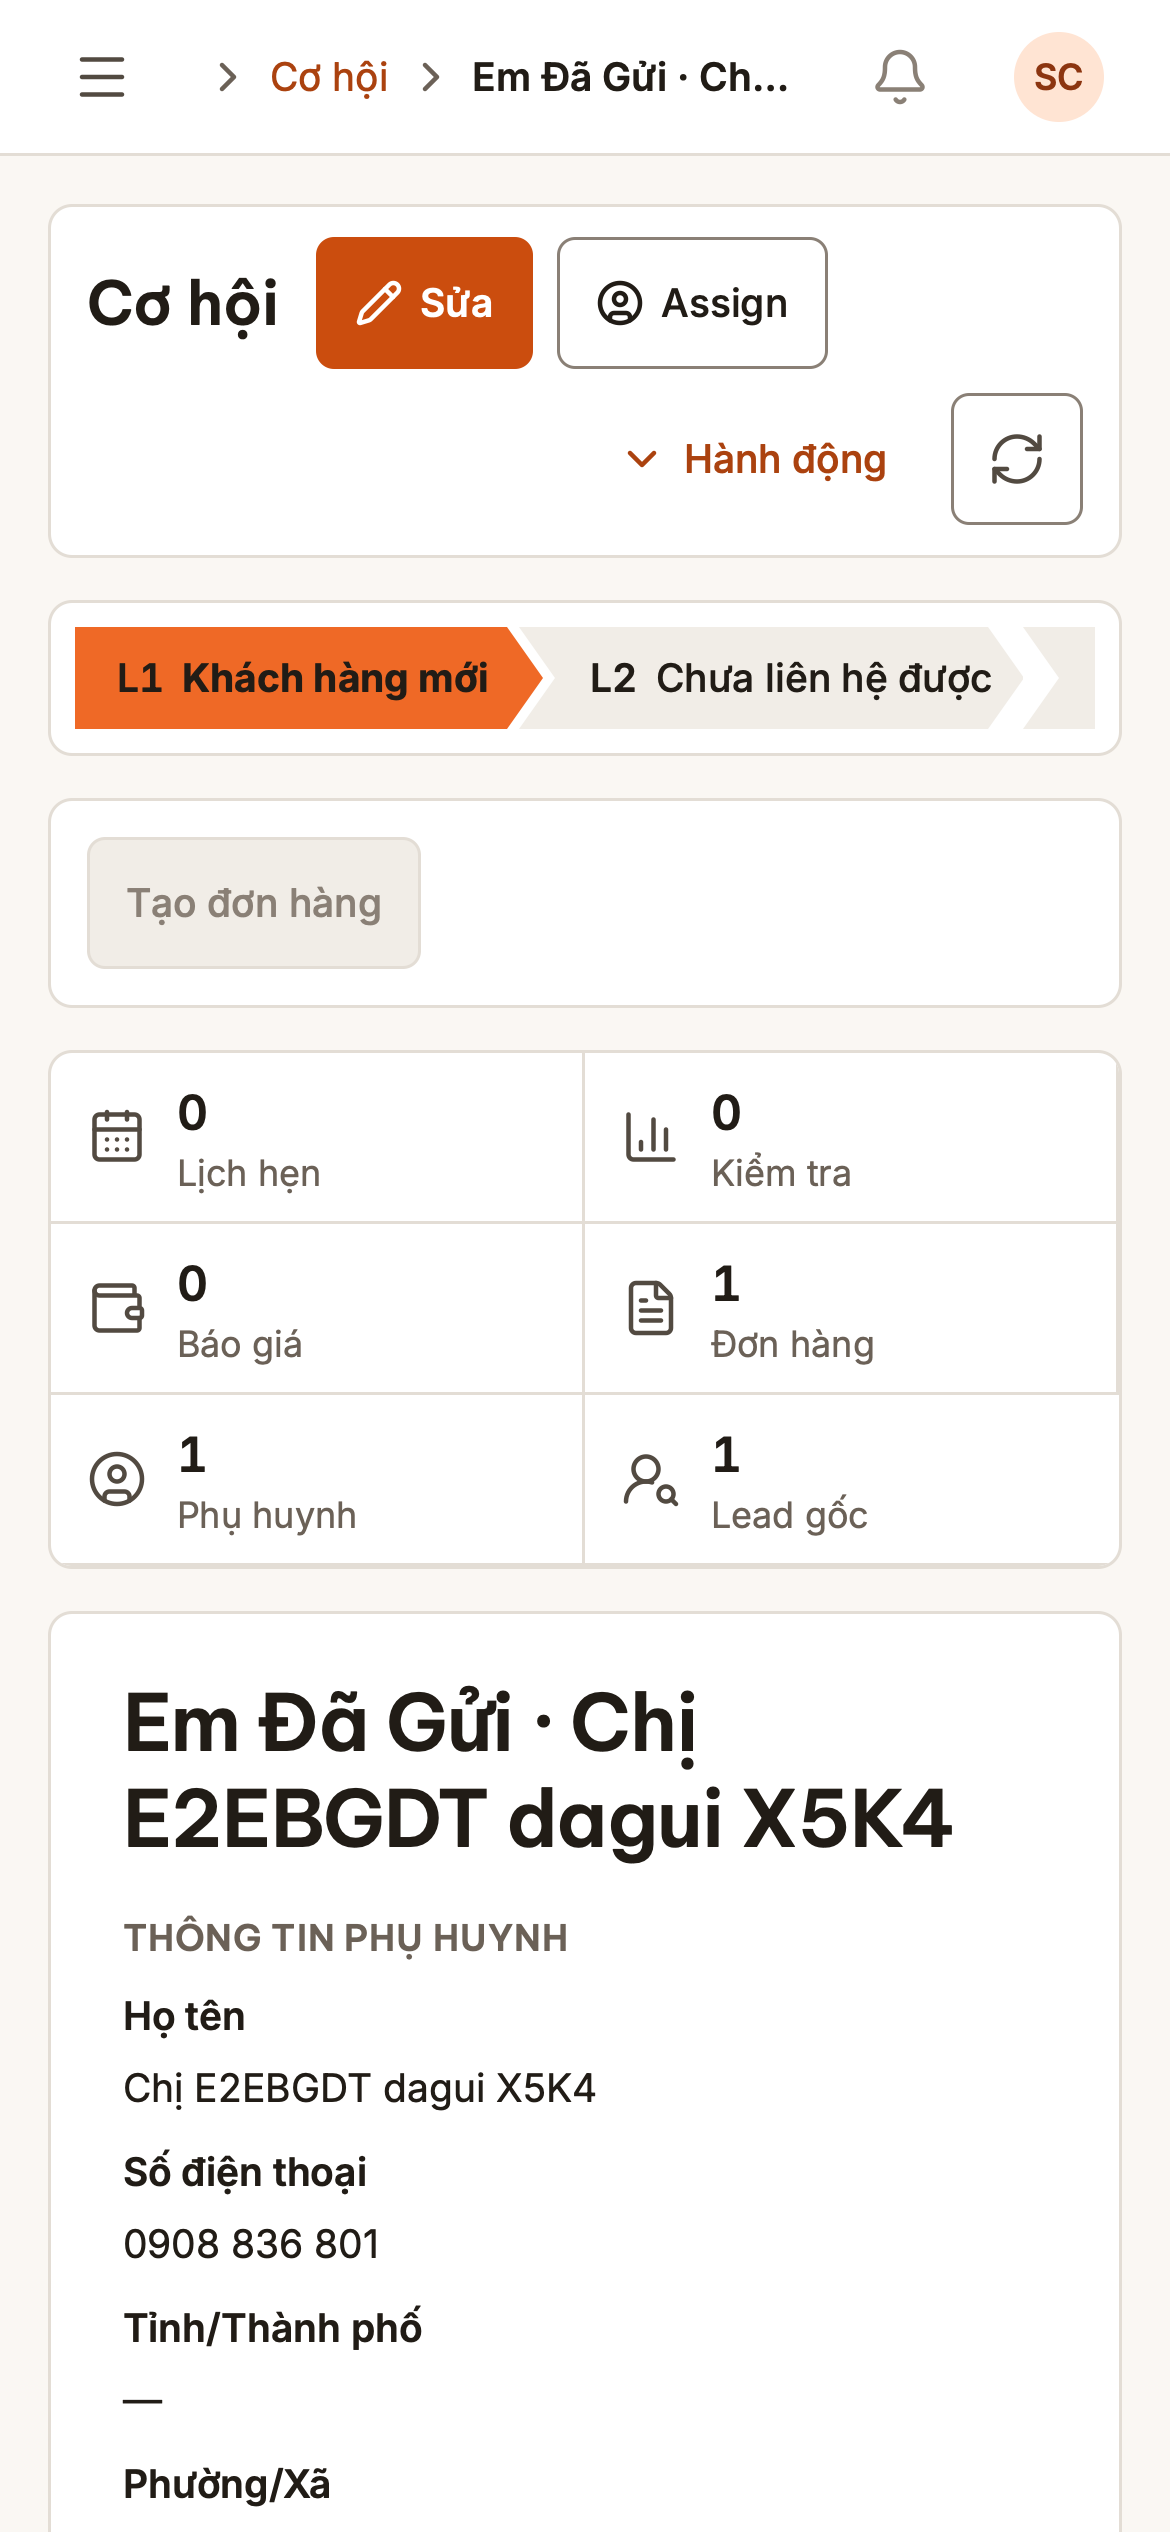 Cơ hội
Em Đã Gửi · Ch...
SC
Cơ hội
Sửa
Assign
Hành động
L1 Khách hàng mới
L2 Chưa liên hệ được
Tạo đơn hàng
0
Lịch hẹn
0
Kiểm tra
0
Báo giá
1
Đơn hàng
1
Phụ huynh
1
Lead gốc
Em Đã Gửi · Chị
E2EBGDT dagui X5K4
THÔNG TIN PHỤ HUYNH
Họ tên
Chị E2EBGDT dagui X5K4
Số điện thoại
0908 836 801
Tỉnh/Thành phố
—
Phường/Xã